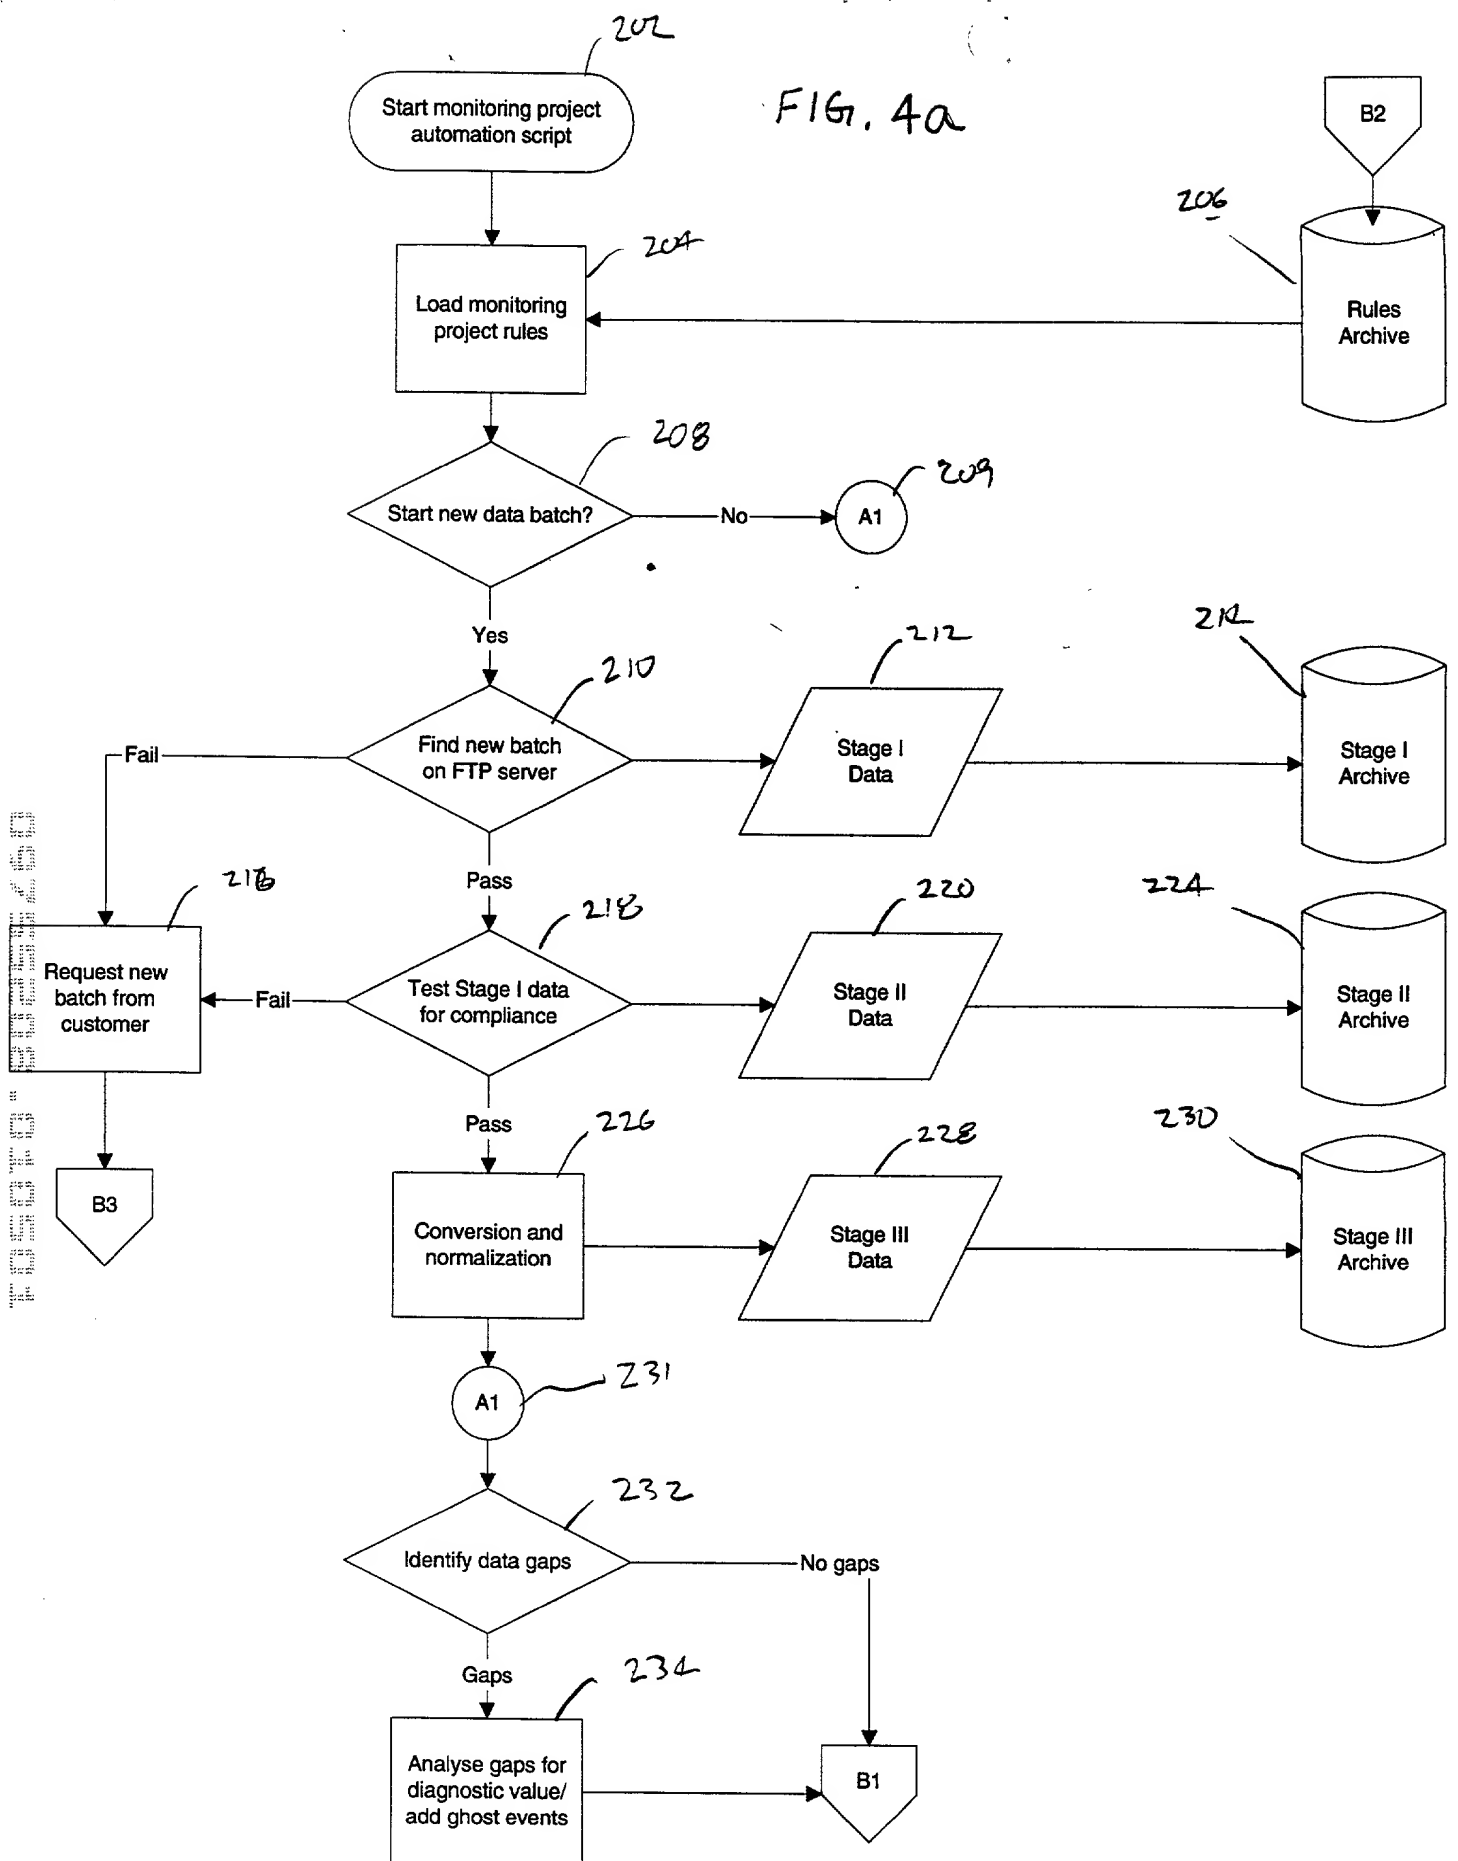 202
Start monitoring project
automation script
FIG. 4a
B2
206
204
Load monitoring
project rules
Rules
Archive
208
209
Start new data batch?
No
A1
Yes
210
212
214
Find new batch
on FTP server
Fail
Stage I
Data
Stage I
Archive
Pass
216
218
220
224
Request new
batch from
customer
Fail
Test Stage I data
for compliance
Stage II
Data
Stage II
Archive
Pass
226
228
230
B3
Conversion and
normalization
Stage III
Data
Stage III
Archive
A1
231
232
Identify data gaps
No gaps
Gaps
234
Analyse gaps for
diagnostic value/
add ghost events
B1